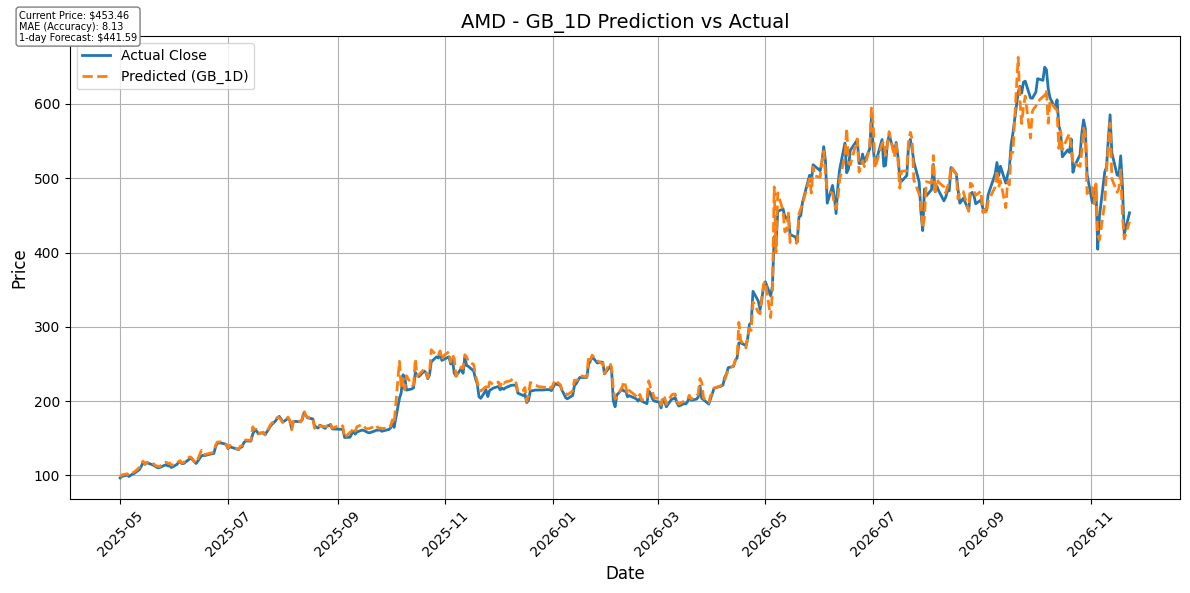 Current Price: $453.46
MAE (Accuracy): 8.13
1-day Forecast: $441.59
AMD - GB_1D Prediction vs Actual
Actual Close
Predicted (GB_1D)
Price
600
500
400
300
200
100
2025-05
2025-07
2025-09
2025-11
2026-01
2026-03
2026-05
2026-07
2026-09
2026-11
Date